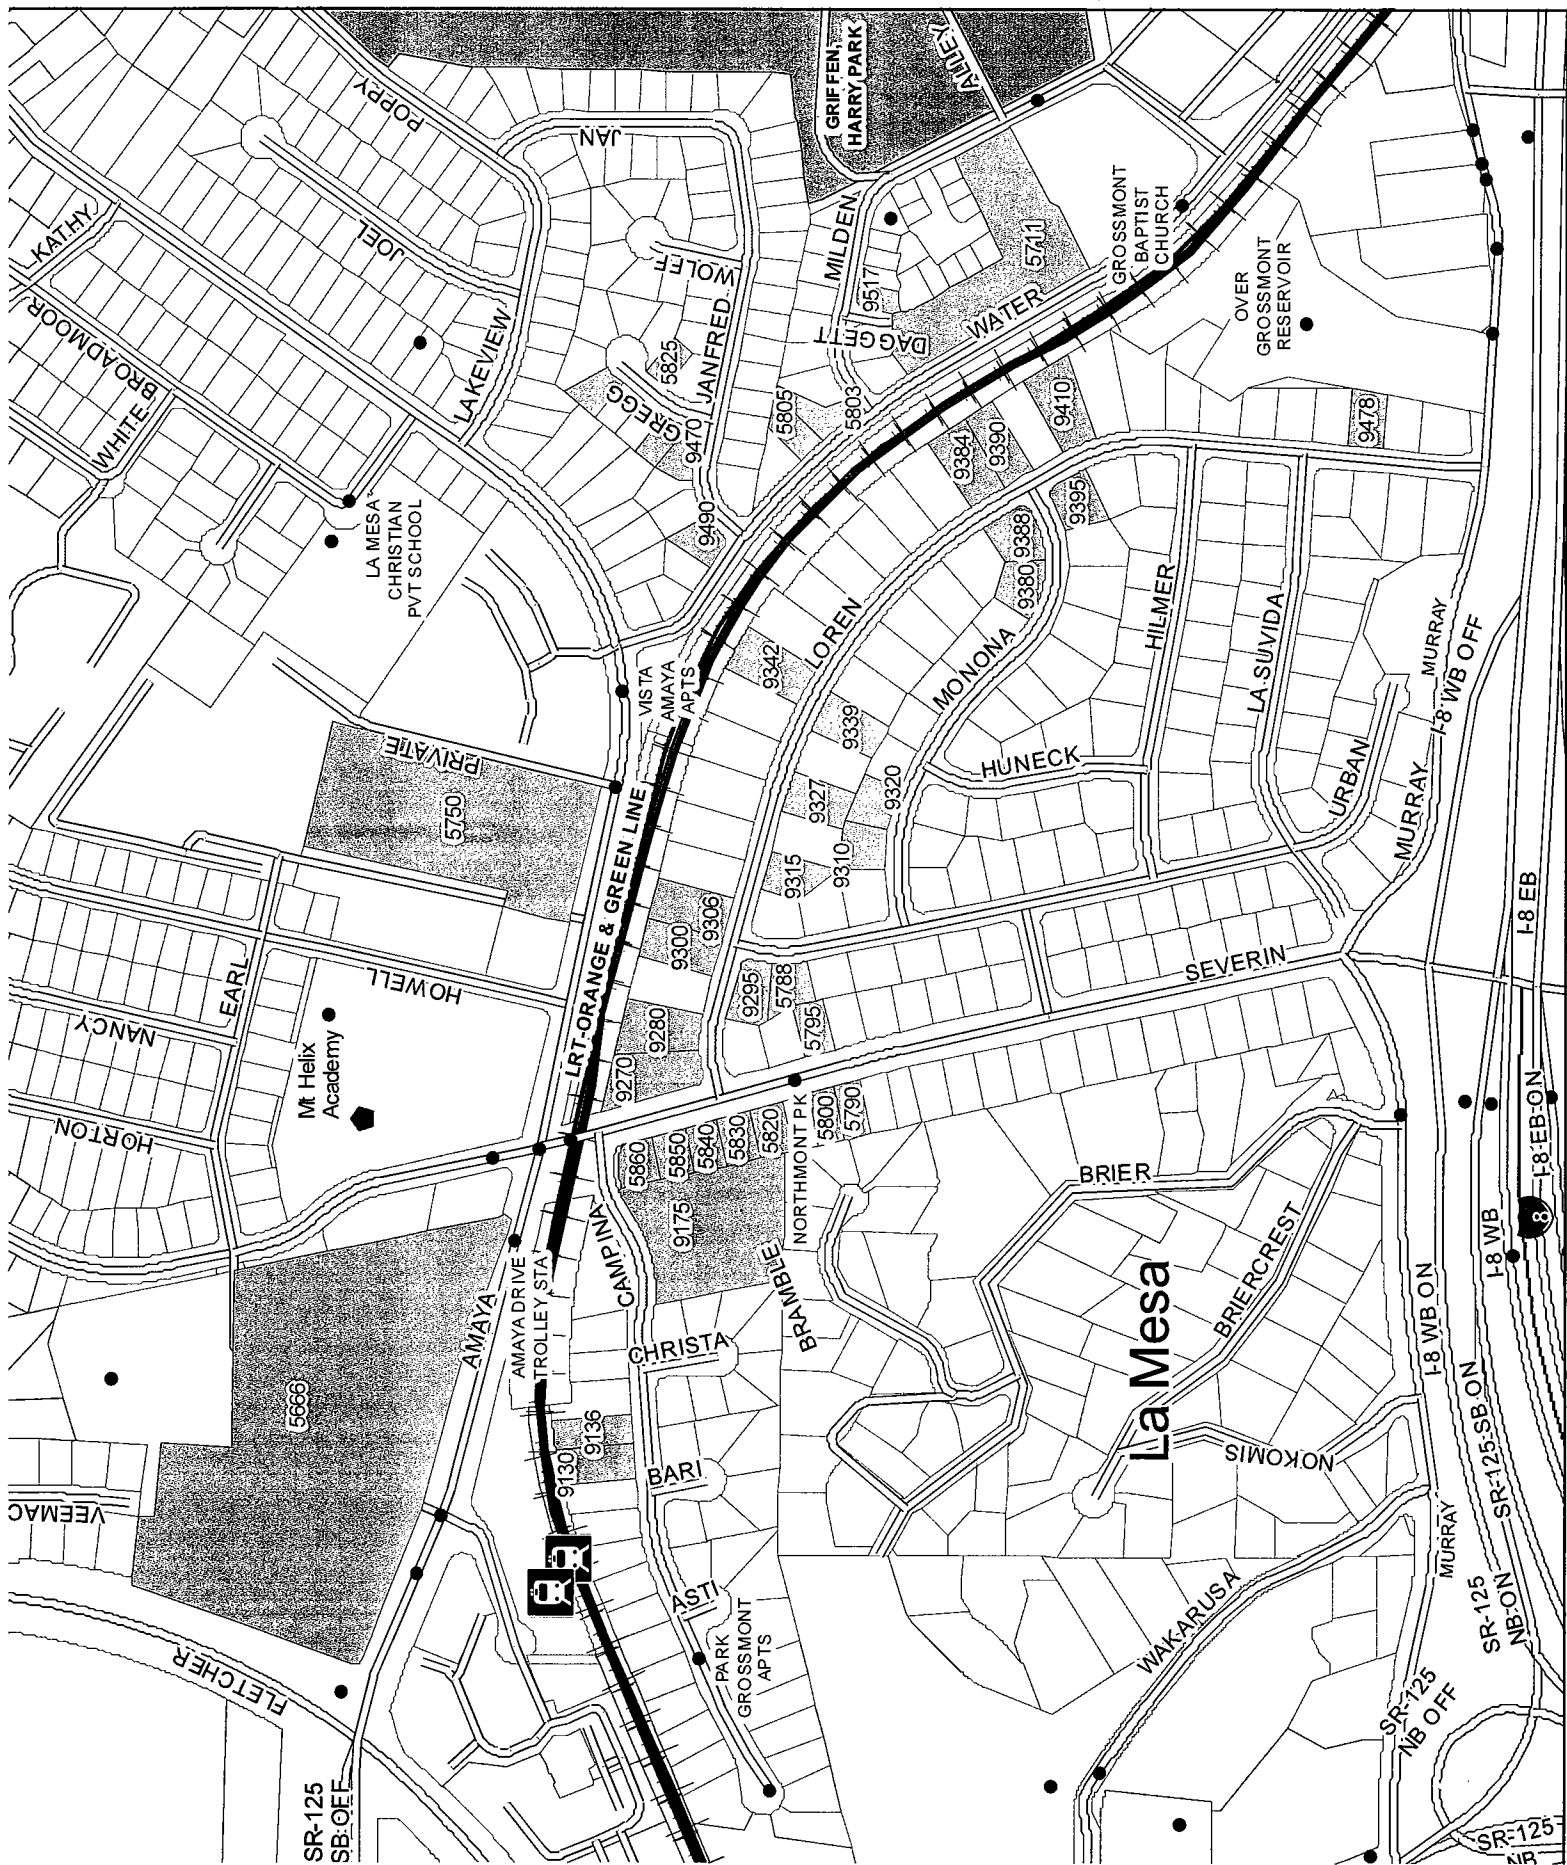 GRIFFEN,
HARRY PARK
ALLEY
POPPY
JAN
KATHY
JOEL
BROADMOOR
WHITE
LAKEVIEW
WOLFF
JANFRED
GREGG
5825
9470
9490
MILDEN
9517
DAGGETT
5711
WATER
GROSSMONT
BAPTIST
CHURCH
OVER
GROSSMONT
RESERVOIR
5805
5803
9384
9390
9410
9478
9395
9388
9380
LA MESA
CHRISTIAN
PVT SCHOOL
VISTA
AMAYA
APTS
PRIVATE
5750
LRT-ORANGE & GREEN LINE
LOREN
9342
9339
9327
9320
9310
9315
9306
9300
MONONA
HUNECK
HILMER
LA SUVIDA
URBAN
MURRAY
MURRAY
I-8 WB OFF
I-8 EB
HOWELL
EARL
NANCY
HORTON
Mt Helix
Academy
9295
5788
5795
9280
9270
SEVERIN
5860
5850
5840
5830
5820
5800
5790
9175
NORTHMONT PK
CAMPINA
BRAMBLE
BRIER
BRIERCREST
La Mesa
AMAYA
AMAYA DRIVE
TROLLEY STA
CHRISTA
5666
9136
9130
BARI
ASTI
PARK
GROSSMONT
APTS
VEEMAC
FLETCHER
SR-125
SB OFF
NOKOMIS
WAKARUSA
MURRAY
I-8 WB ON
I-8 WB
I-8 EB ON
8
SR-125 SB ON
SR-125
NB ON
SR-125
NB OFF
SR-125
NB